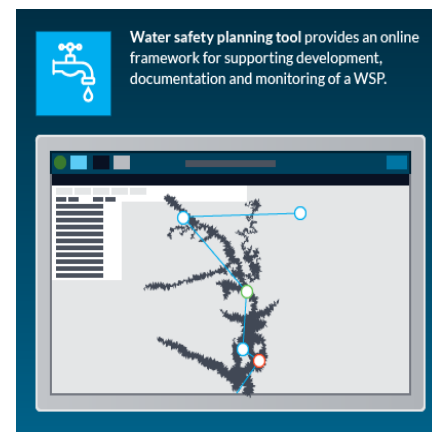 Water safety planning tool provides an online
framework for supporting development,
documentation and monitoring of a WSP.